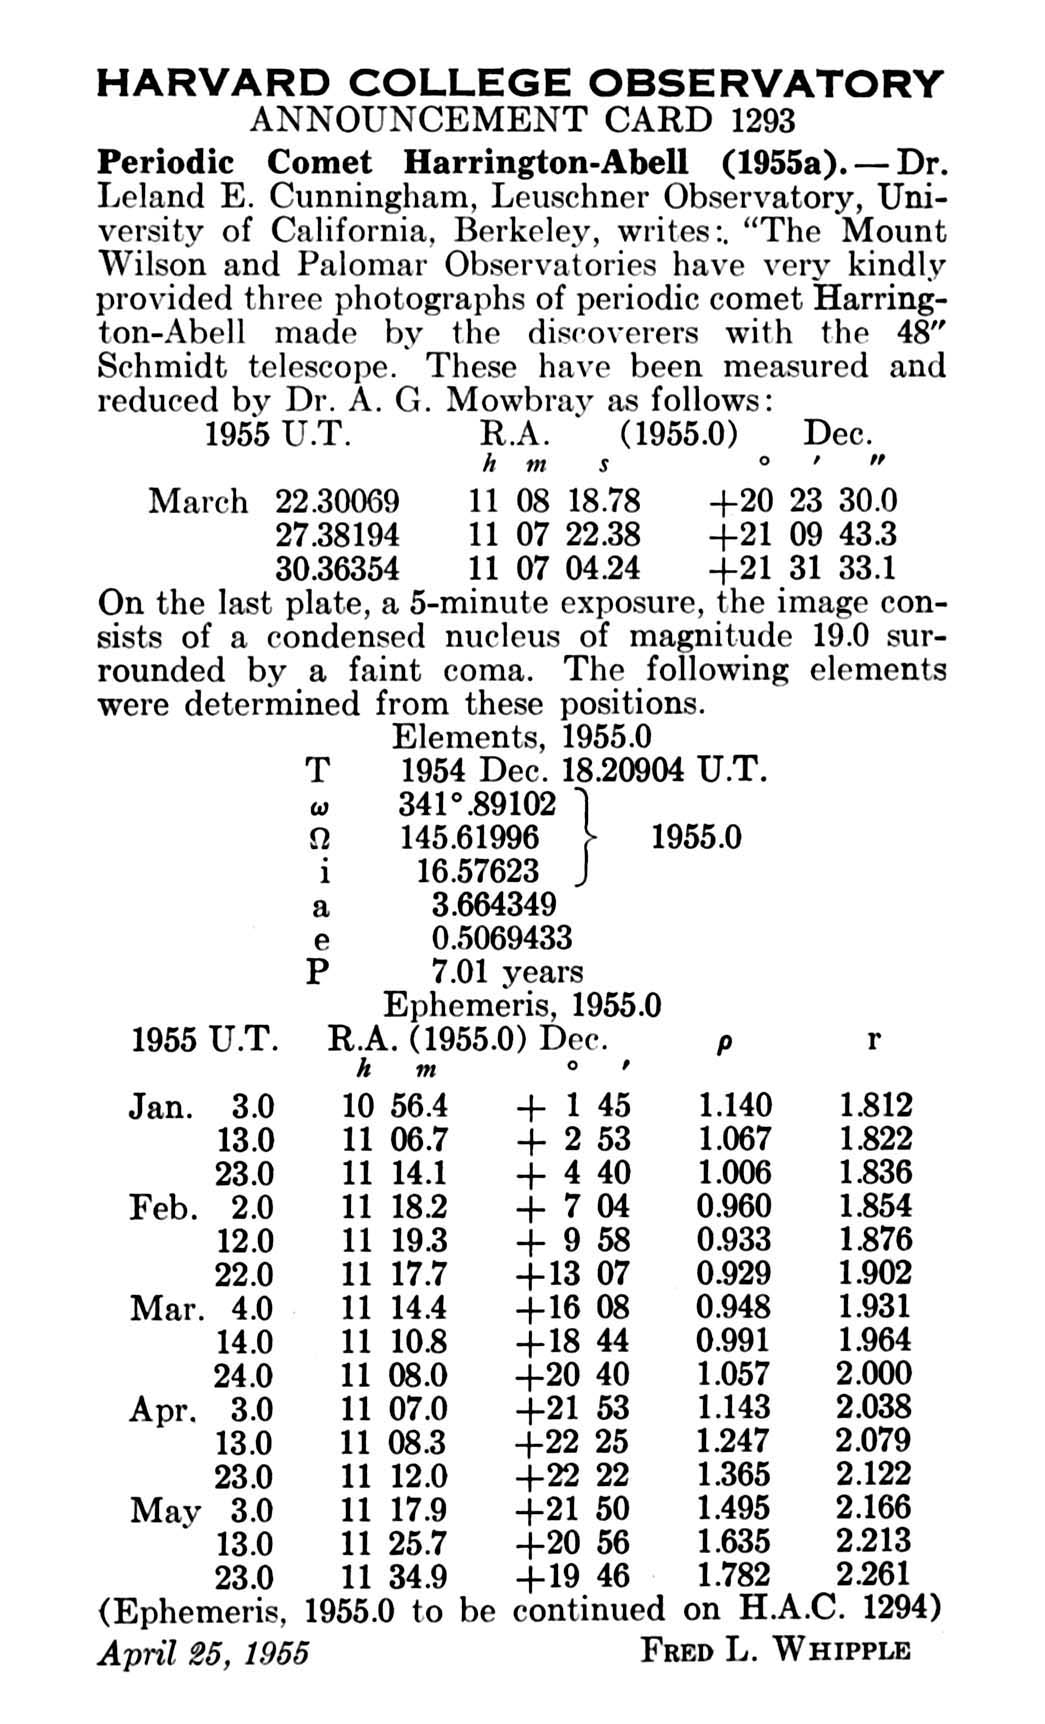 HARVARD COLLEGE OBSERVATORY
ANNOUNCEMENT CARD 1293
Periodic Comet Harrington-Abell (1955a).—Dr.
Leland E. Cunningham, Leuschner Observatory, Uni-
versity of California, Berkeley, writes:. “The Mount
Wilson and Palomar Observatories have very kindly
provided three photographs of periodic comet Harring-
ton-Abell made by the discoverers with the 48″
Schmidt telescope. These have been measured and
reduced by Dr. A. G. Mowbray as follows:
1955 U.T. R.A. (1955.0) Dec.
h m s ° ′ ″
March 22.30069 11 08 18.78 +20 23 30.0
27.38194 11 07 22.38 +21 09 43.3
30.36354 11 07 04.24 +21 31 33.1
On the last plate, a 5-minute exposure, the image con-
sists of a condensed nucleus of magnitude 19.0 sur-
rounded by a faint coma. The following elements
were determined from these positions.
Elements, 1955.0
T 1954 Dec. 18.20904 U.T.
ω 341°.89102
Ω 145.61996 } 1955.0
i 16.57623
a 3.664349
e 0.5069433
P 7.01 years
Ephemeris, 1955.0
1955 U.T. R.A. (1955.0) Dec. ρ r
h m ° ′
Jan. 3.0 10 56.4 + 1 45 1.140 1.812
13.0 11 06.7 + 2 53 1.067 1.822
23.0 11 14.1 + 4 40 1.006 1.836
Feb. 2.0 11 18.2 + 7 04 0.960 1.854
12.0 11 19.3 + 9 58 0.933 1.876
22.0 11 17.7 +13 07 0.929 1.902
Mar. 4.0 11 14.4 +16 08 0.948 1.931
14.0 11 10.8 +18 44 0.991 1.964
24.0 11 08.0 +20 40 1.057 2.000
Apr. 3.0 11 07.0 +21 53 1.143 2.038
13.0 11 08.3 +22 25 1.247 2.079
23.0 11 12.0 +22 22 1.365 2.122
May 3.0 11 17.9 +21 50 1.495 2.166
13.0 11 25.7 +20 56 1.635 2.213
23.0 11 34.9 +19 46 1.782 2.261
(Ephemeris, 1955.0 to be continued on H.A.C. 1294)
April 25, 1955 FRED L. WHIPPLE